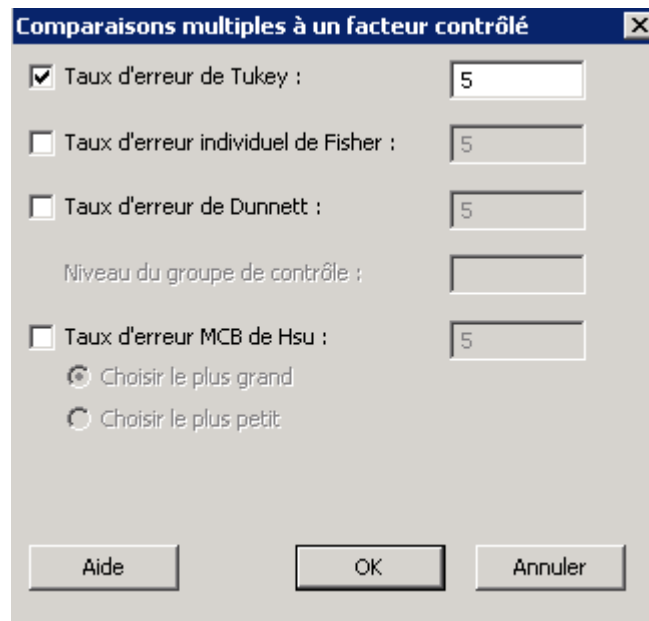 Comparaisons multiples à un facteur contrôlé
Taux d'erreur de Tukey : 5
Taux d'erreur individuel de Fisher : 5
Taux d'erreur de Dunnett : 5
Niveau du groupe de contrôle :
Taux d'erreur MCB de Hsu : 5
Choisir le plus grand
Choisir le plus petit
Aide OK Annuler